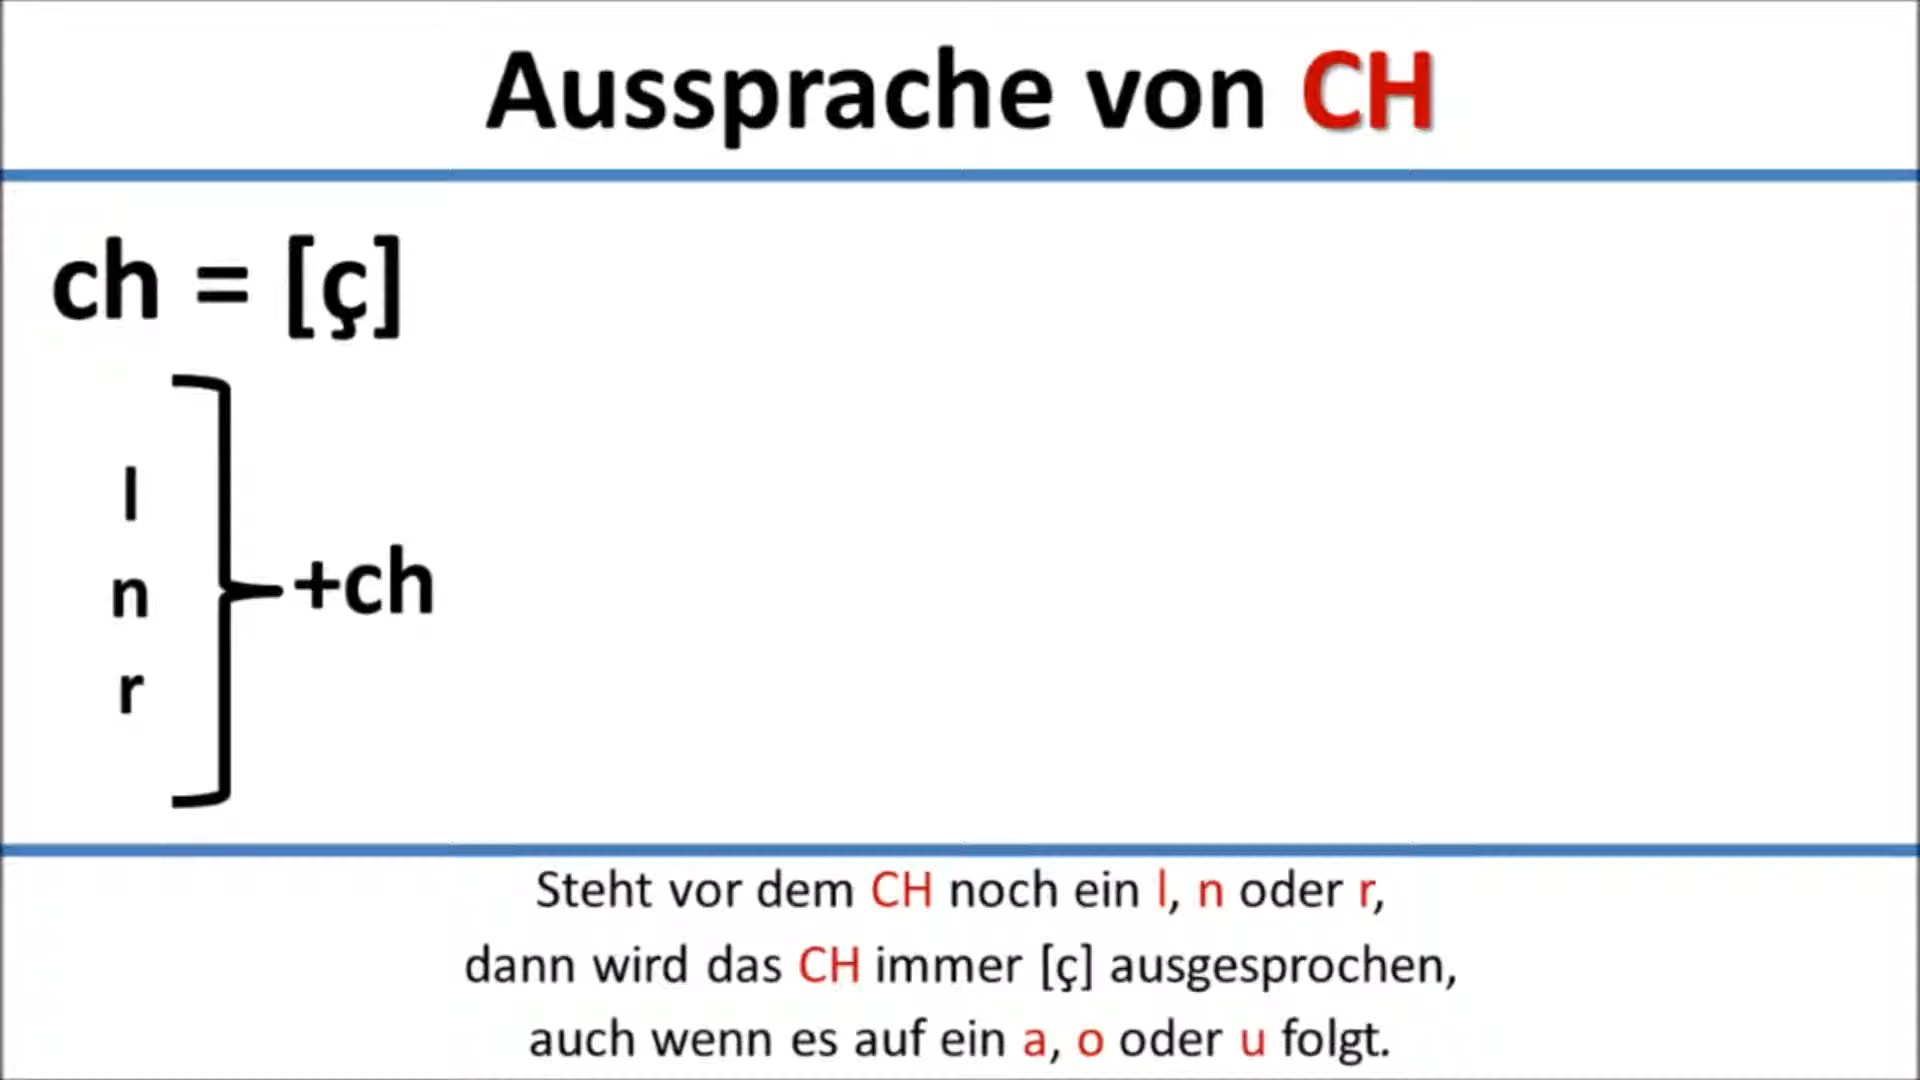 Aussprache von CH
ch = [ç]
l
n
r
+ch
Steht vor dem CH noch ein l, n oder r,
dann wird das CH immer [ç] ausgesprochen,
auch wenn es auf ein a, o oder u folgt.